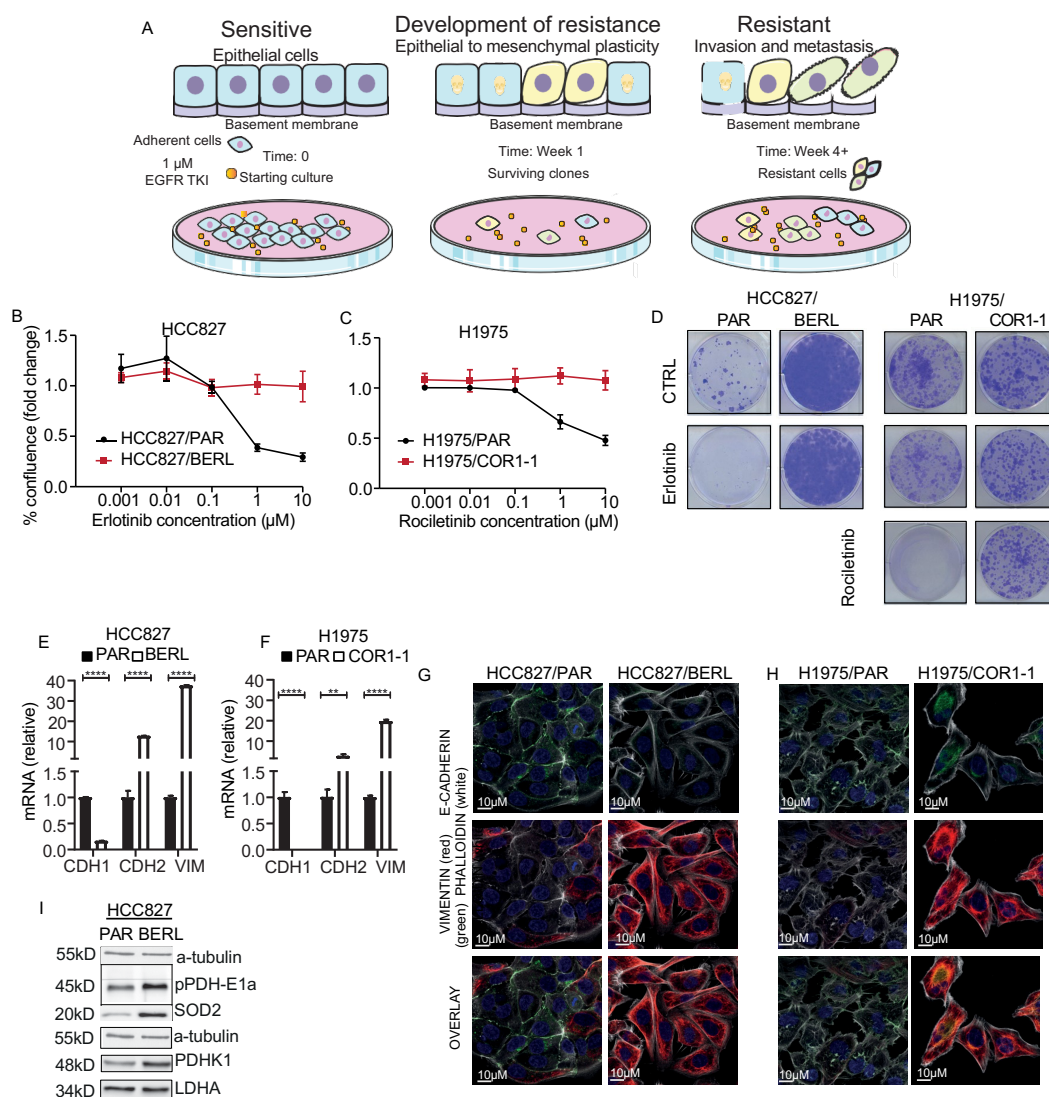 A
Sensitive
Epithelial cells
Basement membrane
Adherent cells
1 µM
EGFR TKI
Time: 0
Starting culture
Development of resistance
Epithelial to mesenchymal plasticity
Basement membrane
Time: Week 1
Surviving clones
Resistant
Invasion and metastasis
Basement membrane
Time: Week 4+
Resistant cells
B
HCC827
% confluence (fold change)
1.5
1.0
0.5
0.0
HCC827/PAR
HCC827/BERL
0.001 0.01 0.1 1 10
Erlotinib concentration (µM)
C
H1975
1.5
1.0
0.5
0.0
H1975/PAR
H1975/COR1-1
0.001 0.01 0.1 1 10
Rociletinib concentration (µM)
D
HCC827/
PAR BERL
H1975/
PAR COR1-1
CTRL
Erlotinib
Rociletinib
E
HCC827
PAR BERL
**** **** ****
mRNA (relative)
40
30
20
10
1.5
1.0
0.5
0.0
CDH1 CDH2 VIM
F
H1975
PAR COR1-1
**** ** ****
mRNA (relative)
40
30
20
10
1.5
1.0
0.5
0.0
CDH1 CDH2 VIM
G
HCC827/PAR HCC827/BERL
E-CADHERIN
(green) PHALLOIDIN (white)
VIMENTIN (red)
OVERLAY
10µM 10µM
10µM 10µM
10µM 10µM
H
H1975/PAR H1975/COR1-1
10µM 10µM
10µM 10µM
10µM 10µM
I
HCC827
PAR BERL
55kD a-tubulin
45kD pPDH-E1a
20kD SOD2
55kD a-tubulin
48kD PDHK1
34kD LDHA